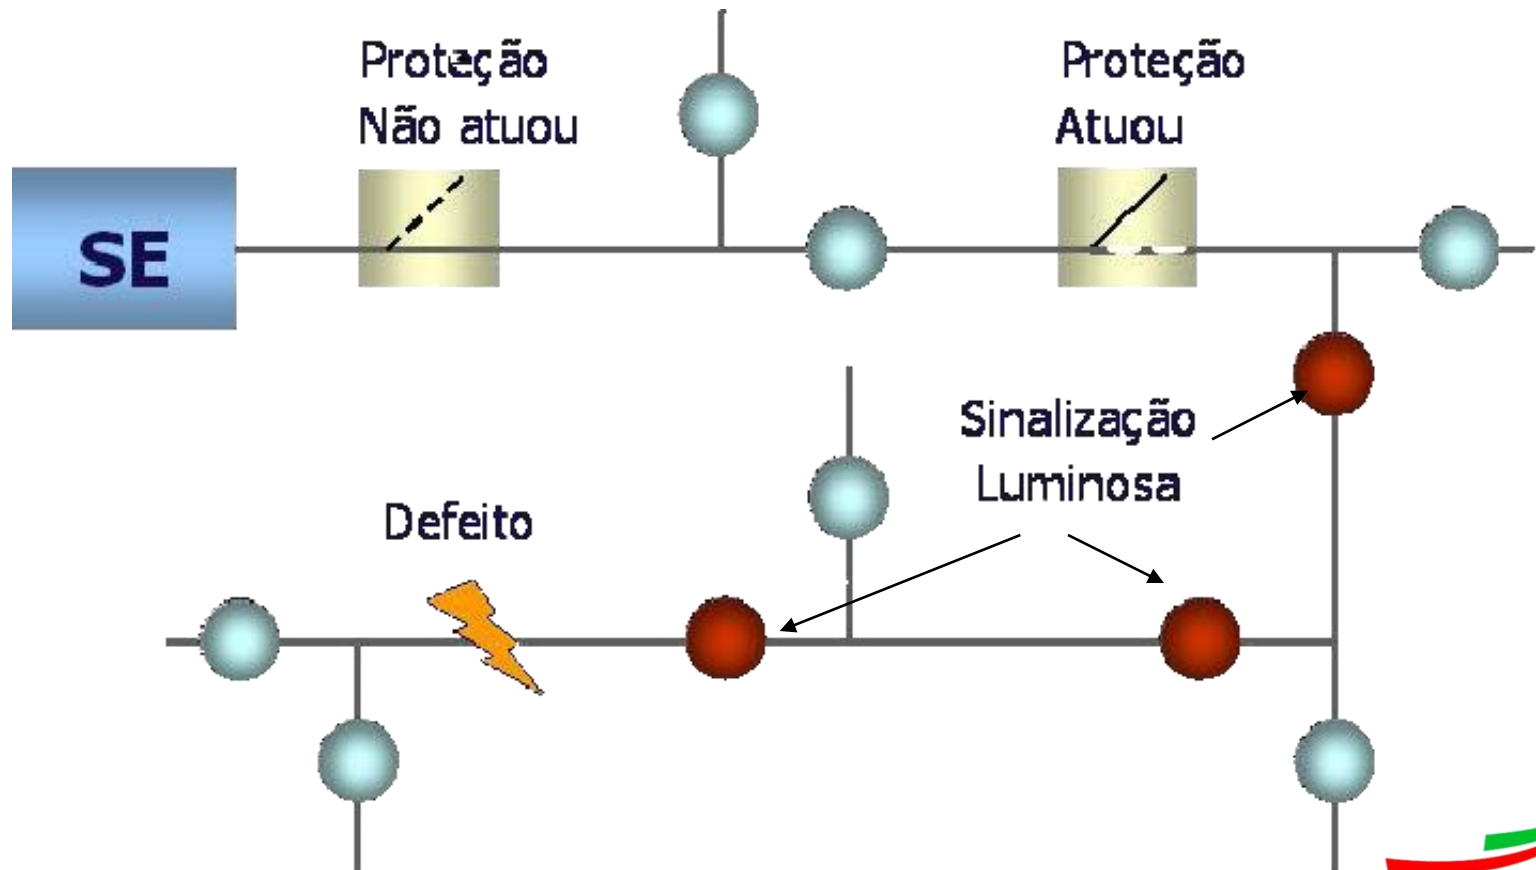 Proteção
Não atuou
Proteção
Atuou
SE
Sinalização
Luminosa
Defeito